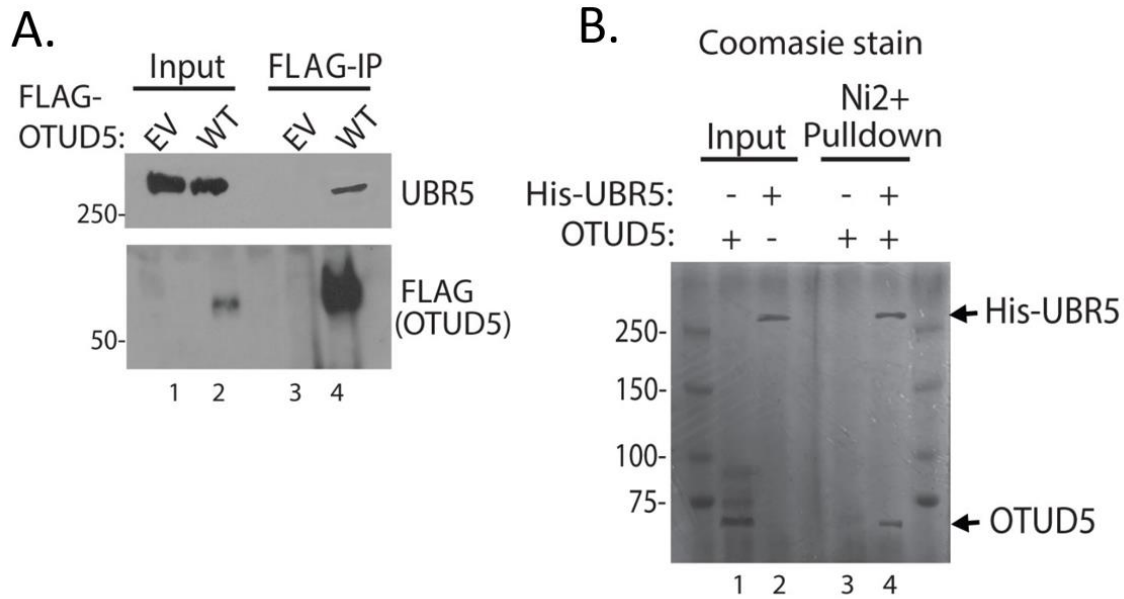 A.
Input FLAG-IP
FLAG-
OTUD5: EV WT EV WT
UBR5
250-
FLAG
(OTUD5)
50-
1 2 3 4
B.
Coomasie stain
Ni2+
Input Pulldown
His-UBR5: - + - +
OTUD5: + - + +
His-UBR5
250-
150-
100-
75-
OTUD5
1 2 3 4